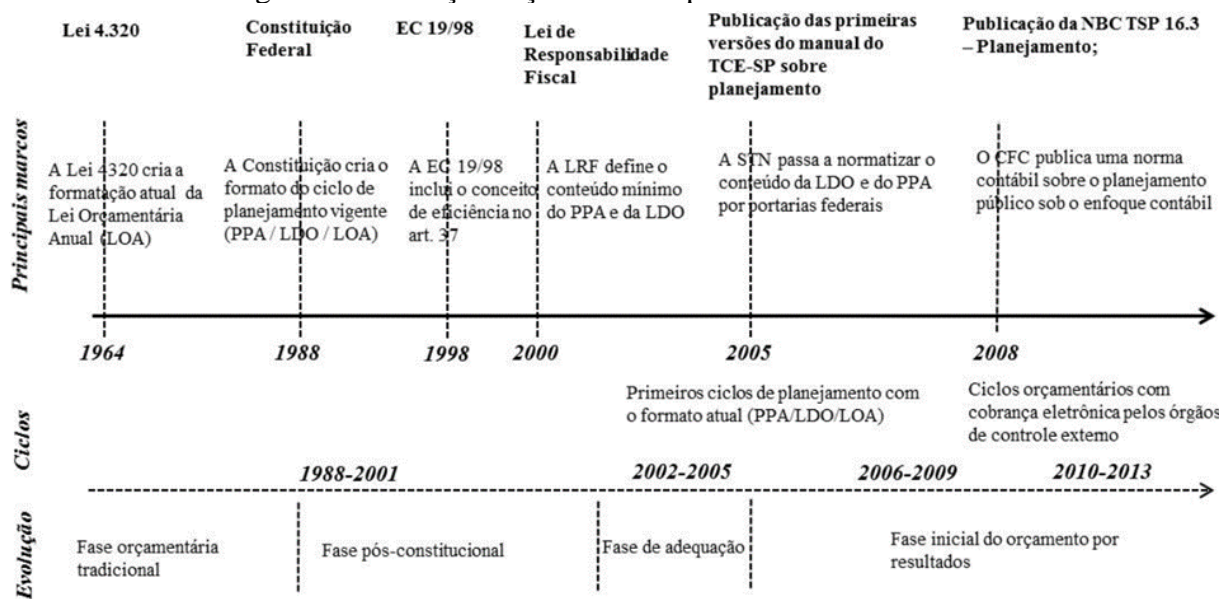 Lei 4.320
Constituição
Federal
EC 19/98
Lei de
Responsabilidade
Fiscal
Publicação das primeiras
versões do manual do
TCE-SP sobre
planejamento
Publicação da NBC TSP 16.3
– Planejamento;
Principais marcos
A Lei 4320 cria a
formatação atual da
Lei Orçamentária
Anual (LOA)
A Constituição cria o
formato do ciclo de
planejamento vigente
(PPA / LDO / LOA)
A EC 19/98
inclui o conceito
de eficiência no
art. 37
A LRF define o
conteúdo mínimo
do PPA e da LDO
A STN passa a normatizar o
conteúdo da LDO e do PPA
por portarias federais
O CFC publica uma norma
contábil sobre o planejamento
público sob o enfoque contábil
1964
1988
1998
2000
2005
2008
Ciclos
Primeiros ciclos de planejamento com
o formato atual (PPA/LDO/LOA)
Ciclos orçamentários com
cobrança eletrônica pelos órgãos
de controle externo
1988-2001
2002-2005
2006-2009
2010-2013
Evolução
Fase orçamentária
tradicional
Fase pós-constitucional
Fase de adequação
Fase inicial do orçamento por
resultados